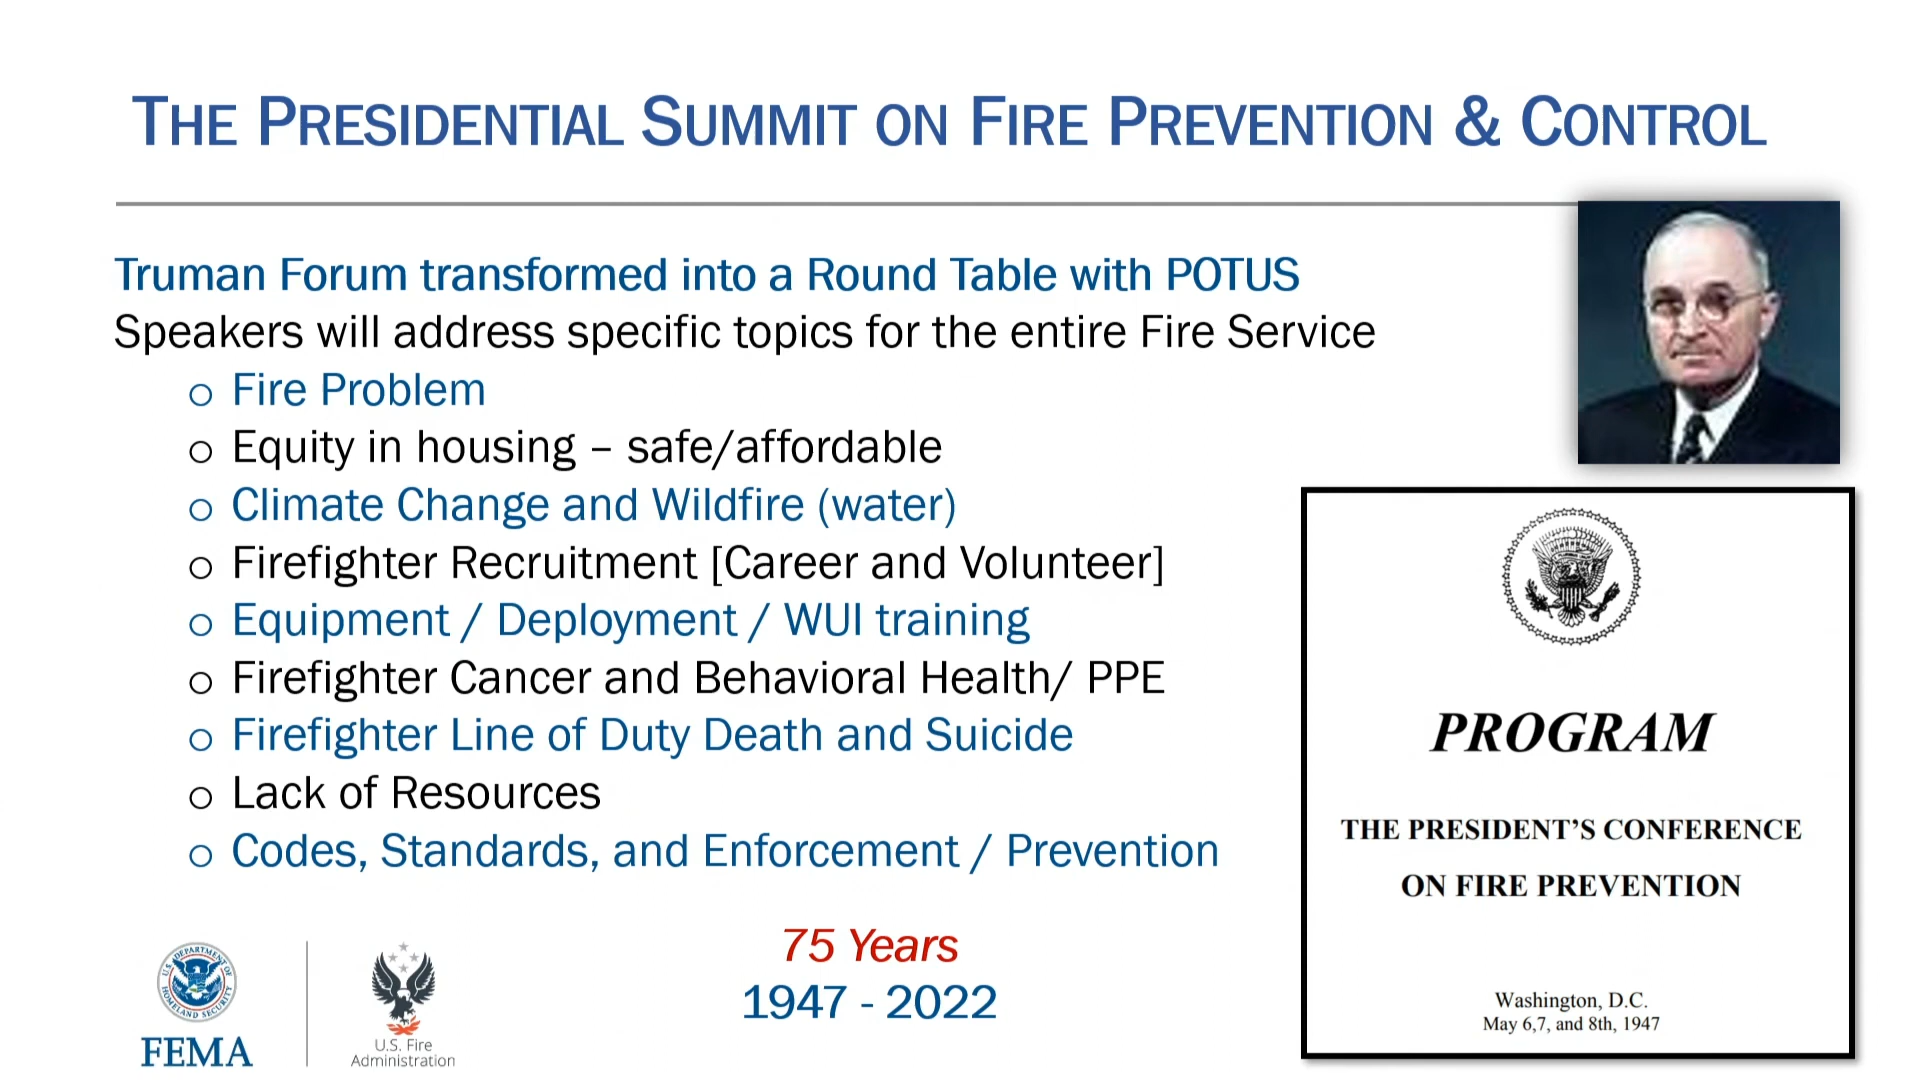 THE PRESIDENTIAL SUMMIT ON FIRE PREVENTION & CONTROL
Truman Forum transformed into a Round Table with POTUS
Speakers will address specific topics for the entire Fire Service
o Fire Problem
o Equity in housing – safe/affordable
o Climate Change and Wildfire (water)
o Firefighter Recruitment [Career and Volunteer]
o Equipment / Deployment / WUI training
o Firefighter Cancer and Behavioral Health/ PPE
o Firefighter Line of Duty Death and Suicide
o Lack of Resources
o Codes, Standards, and Enforcement / Prevention
75 Years
1947 - 2022
PROGRAM
THE PRESIDENT'S CONFERENCE
ON FIRE PREVENTION
Washington, D.C.
May 6,7, and 8th, 1947
U.S. DEPARTMENT OF
HOMELAND SECURITY
FEMA
U.S. Fire
Administration